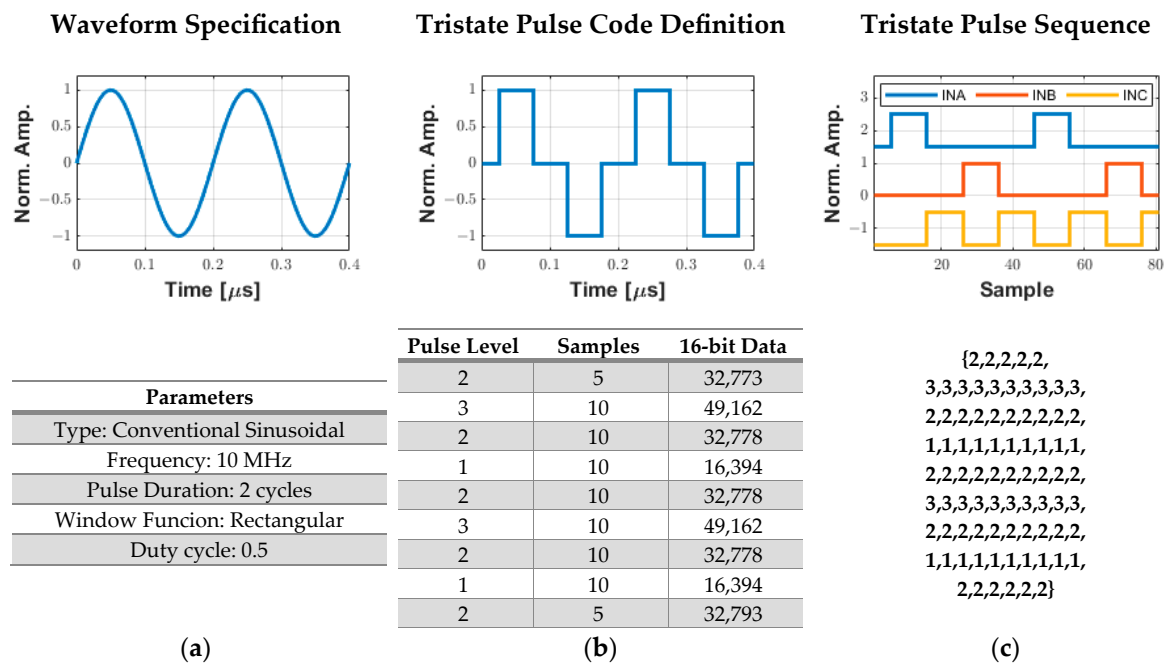 Waveform Specification
Tristate Pulse Code Definition
Tristate Pulse Sequence
Norm. Amp.
1
0.5
0
−0.5
−1
0 0.1 0.2 0.3 0.4
Time [μs]
Norm. Amp.
1
0.5
0
−0.5
−1
0 0.1 0.2 0.3 0.4
Time [μs]
INA INB INC
Norm. Amp.
3
2
1
0
−1
20 40 60 80
Sample
Parameters
Type: Conventional Sinusoidal
Frequency: 10 MHz
Pulse Duration: 2 cycles
Window Funcion: Rectangular
Duty cycle: 0.5
Pulse Level Samples 16-bit Data
2 5 32,773
3 10 49,162
2 10 32,778
1 10 16,394
2 10 32,778
3 10 49,162
2 10 32,778
1 10 16,394
2 5 32,793
{2,2,2,2,2,
3,3,3,3,3,3,3,3,3,3,
2,2,2,2,2,2,2,2,2,2,
1,1,1,1,1,1,1,1,1,1,
2,2,2,2,2,2,2,2,2,2,
3,3,3,3,3,3,3,3,3,3,
2,2,2,2,2,2,2,2,2,2,
1,1,1,1,1,1,1,1,1,1,
2,2,2,2,2,2}
(a)
(b)
(c)